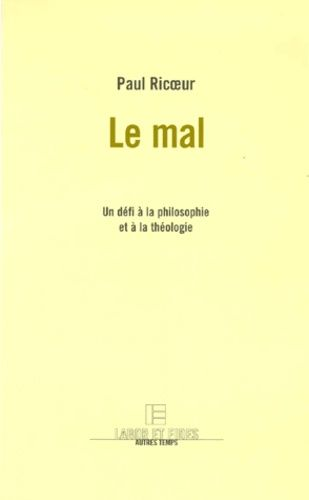 Paul Ricœur
Le mal
Un défi à la philosophie
et à la théologie
LABOR ET FIDES
AUTRES TEMPS